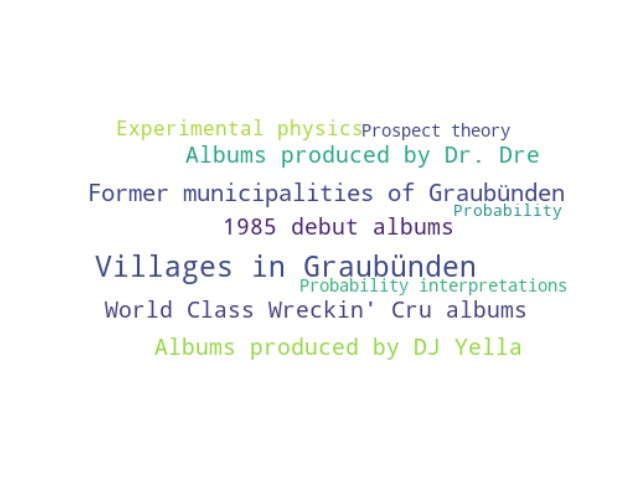 Experimental physics
Prospect theory
Albums produced by Dr. Dre
Former municipalities of Graubünden
Probability
1985 debut albums
Villages in Graubünden
Probability interpretations
World Class Wreckin' Cru albums
Albums produced by DJ Yella